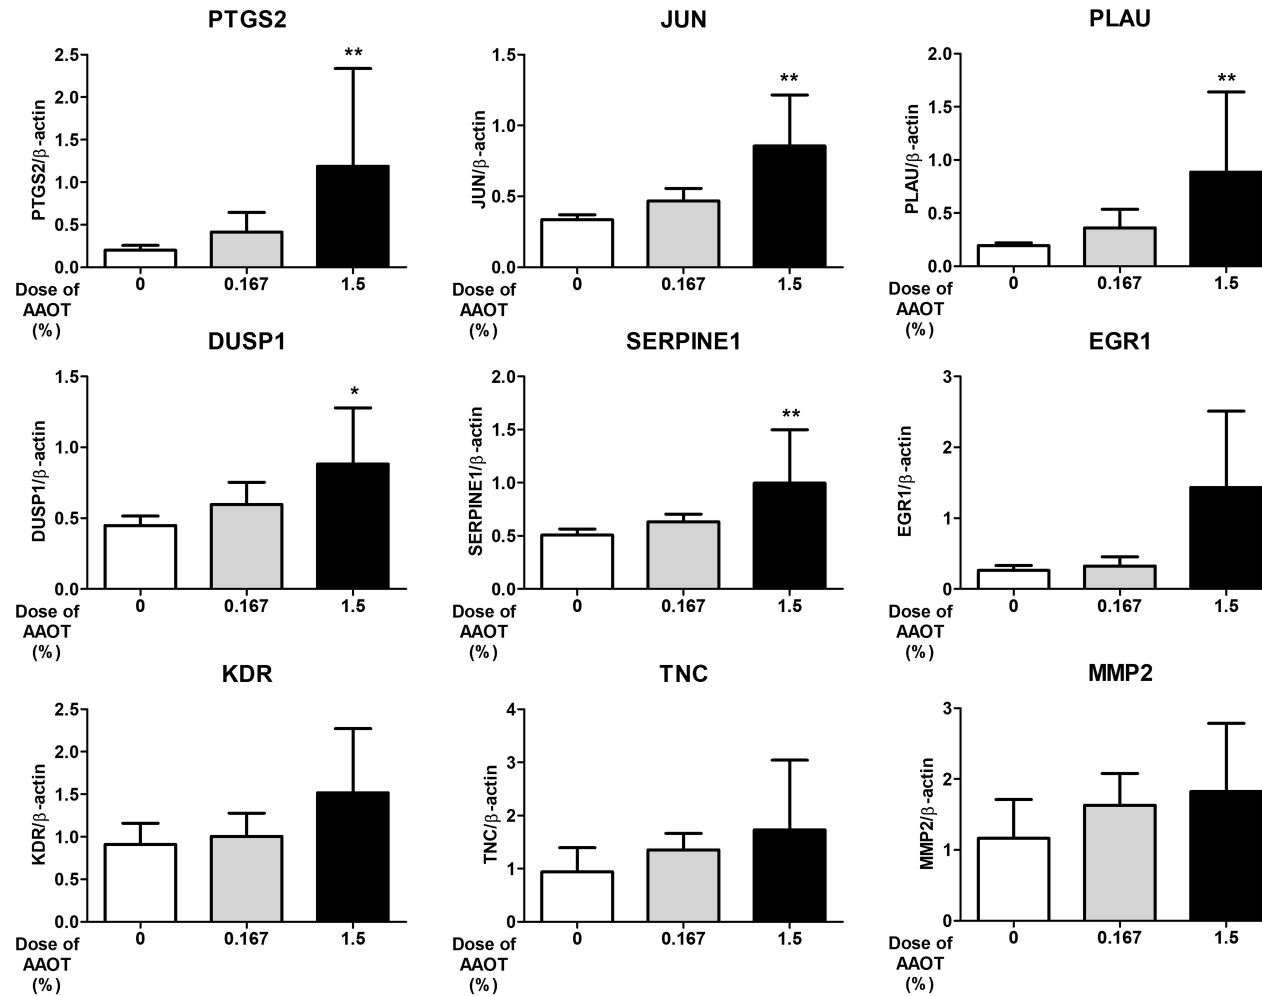 PTGS2
2.5
**
2.0
1.5
1.0
0.5
0.0
PTGS2/β-actin
0 0.167 1.5
Dose of
AAOT
(%)
JUN
1.5
**
1.0
0.5
0.0
JUN/β-actin
0 0.167 1.5
Dose of
AAOT
(%)
PLAU
2.0
**
1.5
1.0
0.5
0.0
PLAU/β-actin
0 0.167 1.5
Dose of
AAOT
(%)
DUSP1
1.5
*
1.0
0.5
0.0
DUSP1/β-actin
0 0.167 1.5
Dose of
AAOT
(%)
SERPINE1
2.0
**
1.5
1.0
0.5
0.0
SERPINE1/β-actin
0 0.167 1.5
Dose of
AAOT
(%)
EGR1
3
2
1
0
EGR1/β-actin
0 0.167 1.5
Dose of
AAOT
(%)
KDR
2.5
2.0
1.5
1.0
0.5
0.0
KDR/β-actin
0 0.167 1.5
Dose of
AAOT
(%)
TNC
4
3
2
1
0
TNC/β-actin
0 0.167 1.5
Dose of
AAOT
(%)
MMP2
3
2
1
0
MMP2/β-actin
0 0.167 1.5
Dose of
AAOT
(%)